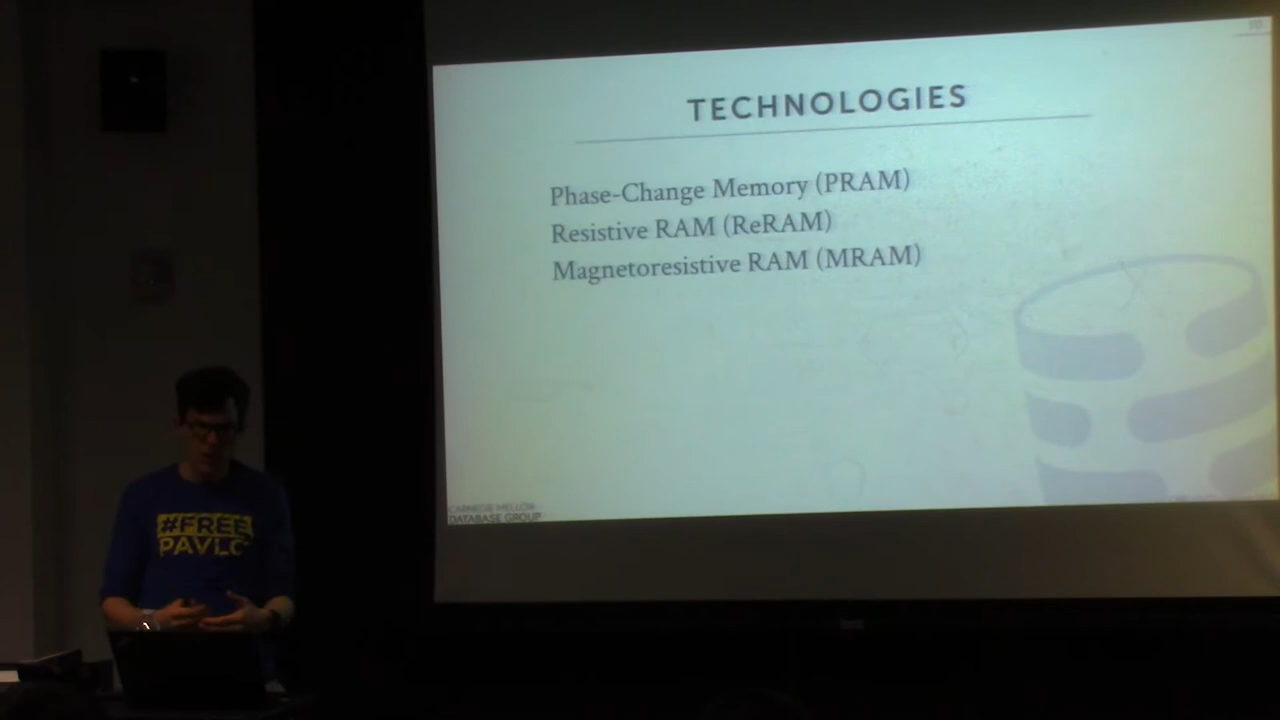 TECHNOLOGIES
Phase-Change Memory (PRAM)
Resistive RAM (ReRAM)
Magnetoresistive RAM (MRAM)
CARNEGIE MELLON
DATABASE GROUP
#FREE
PAVLO